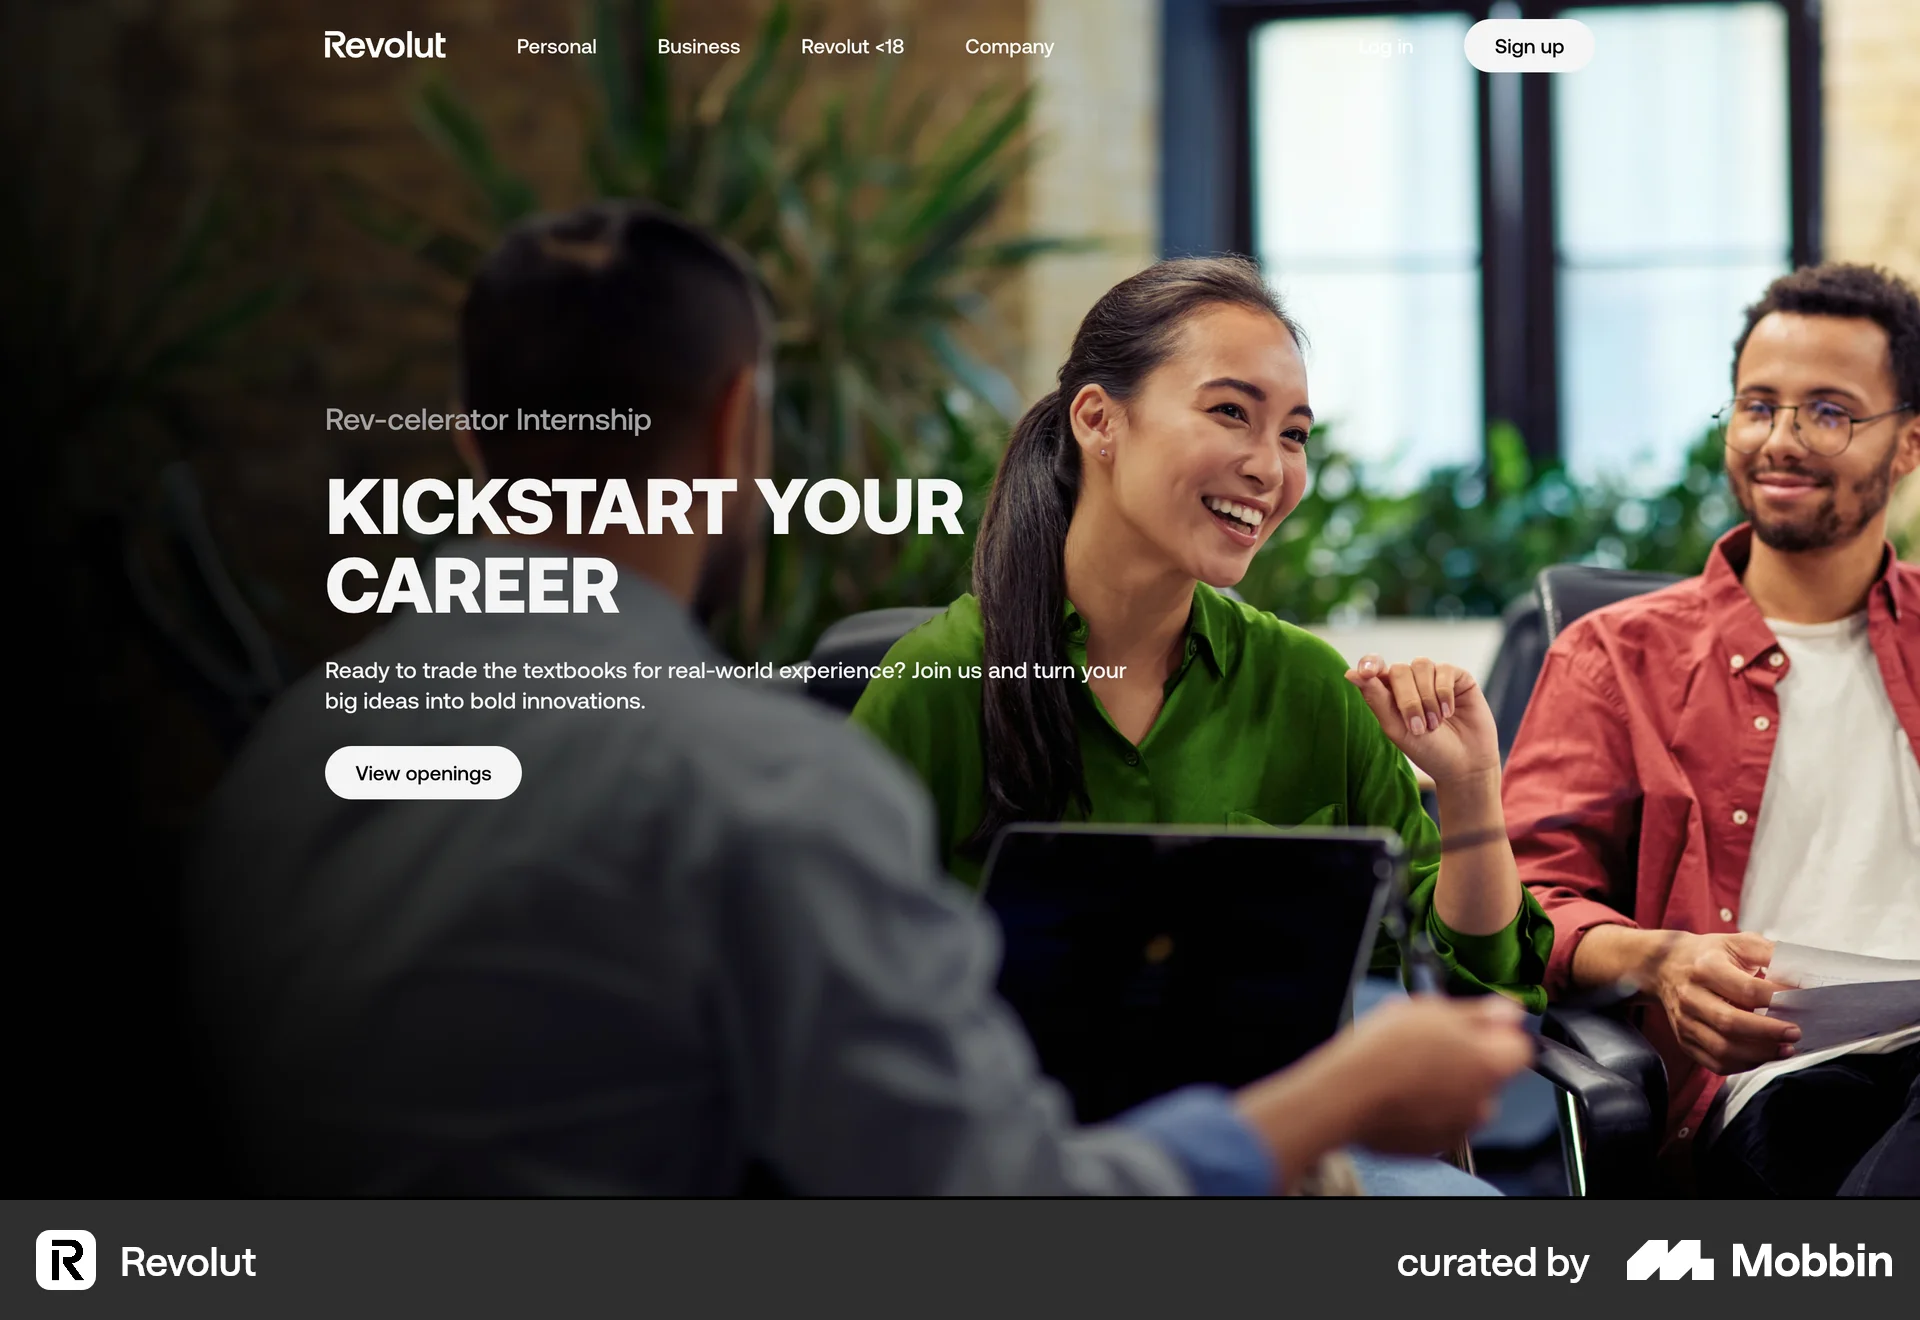 Revolut
Personal
Business
Revolut <18
Company
Log in
Sign up
Rev-celerator Internship
KICKSTART YOUR
CAREER
Ready to trade the textbooks for real-world experience? Join us and turn your
big ideas into bold innovations.
View openings
R Revolut
curated by Mobbin